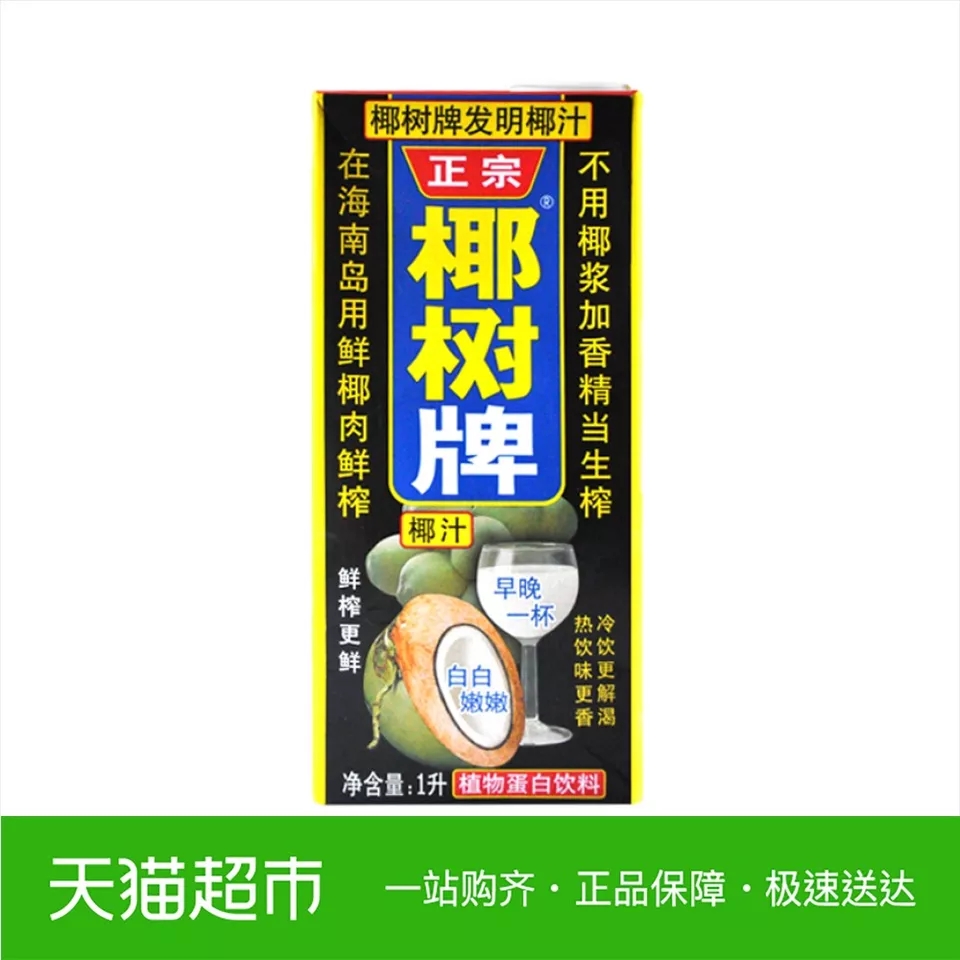 椰树牌发明椰汁
正宗
椰树牌®
在海南岛用鲜椰肉鲜榨
不用椰浆加香精当生榨
椰汁
鲜榨更鲜
早晚
一杯
白白
嫩嫩
冷饮更解渴
热饮味更香
净含量:1升
植物蛋白饮料
天猫超市
一站购齐·正品保障·极速送达